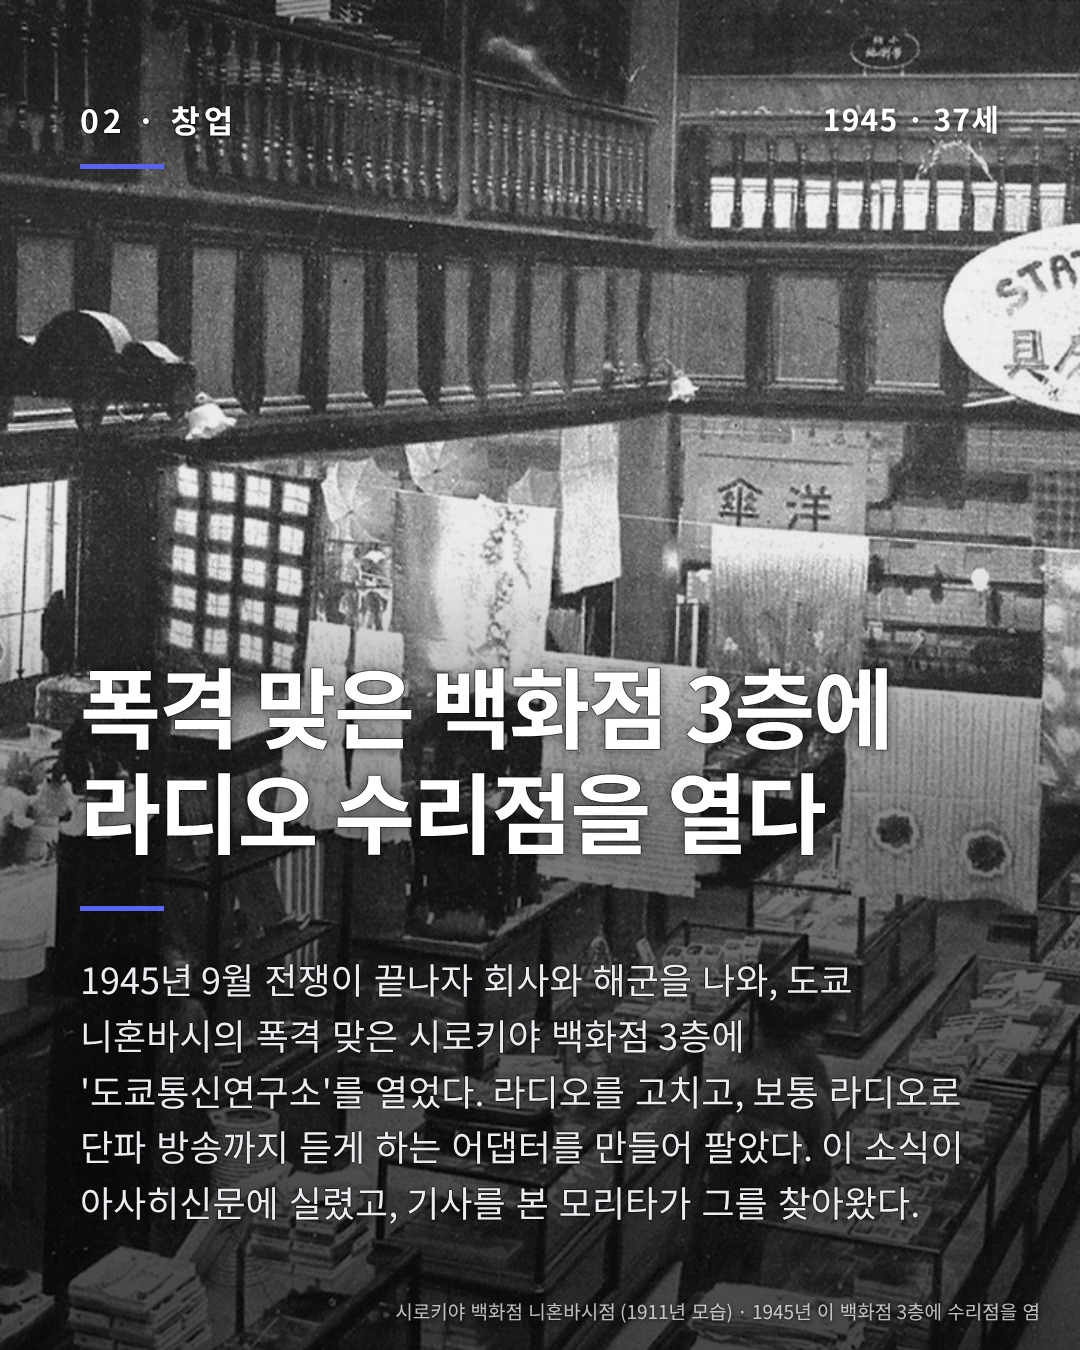 02 · 창업
1945 · 37세
STAT
具
傘 洋
폭격 맞은 백화점 3층에
라디오 수리점을 열다
1945년 9월 전쟁이 끝나자 회사와 해군을 나와, 도쿄
니혼바시의 폭격 맞은 시로키야 백화점 3층에
'도쿄통신연구소'를 열었다. 라디오를 고치고, 보통 라디오로
단파 방송까지 듣게 하는 어댑터를 만들어 팔았다. 이 소식이
아사히신문에 실렸고, 기사를 본 모리타가 그를 찾아왔다.
시로키야 백화점 니혼바시점 (1911년 모습) · 1945년 이 백화점 3층에 수리점을 염